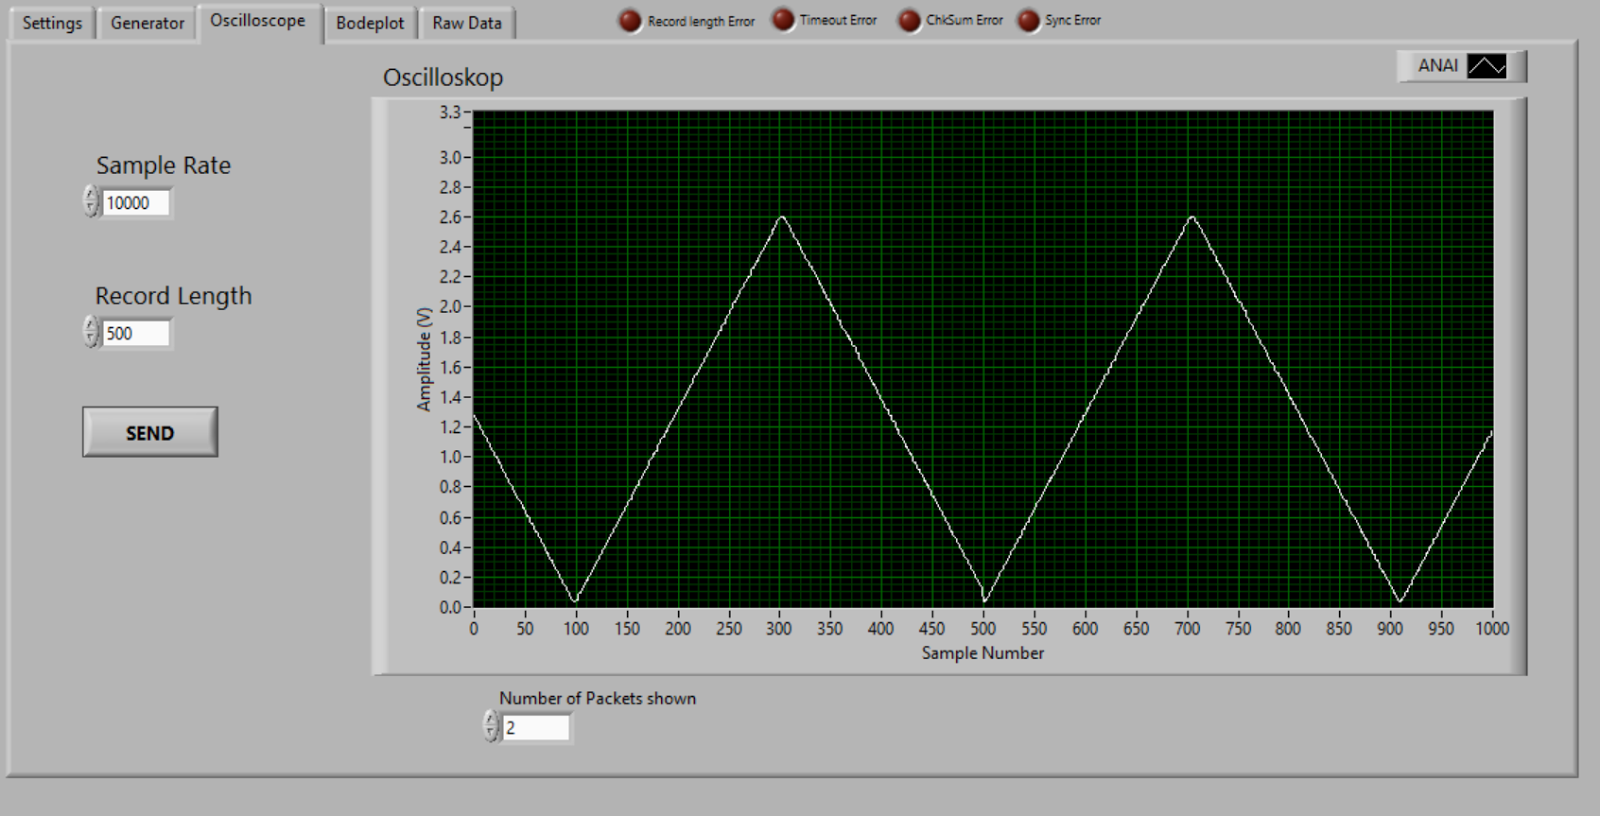 Settings Generator Oscilloscope Bodeplot Raw Data Record length Error Timeout Error ChkSum Error Sync Error
Oscilloskop
ANAI
Sample Rate
10000
Record Length
500
SEND
3.3
3.0
2.8
2.6
2.4
2.2
2.0
1.8
1.6
1.4
1.2
1.0
0.8
0.6
0.4
0.2
0.0
Amplitude (V)
0 50 100 150 200 250 300 350 400 450 500 550 600 650 700 750 800 850 900 950 1000
Sample Number
Number of Packets shown
2